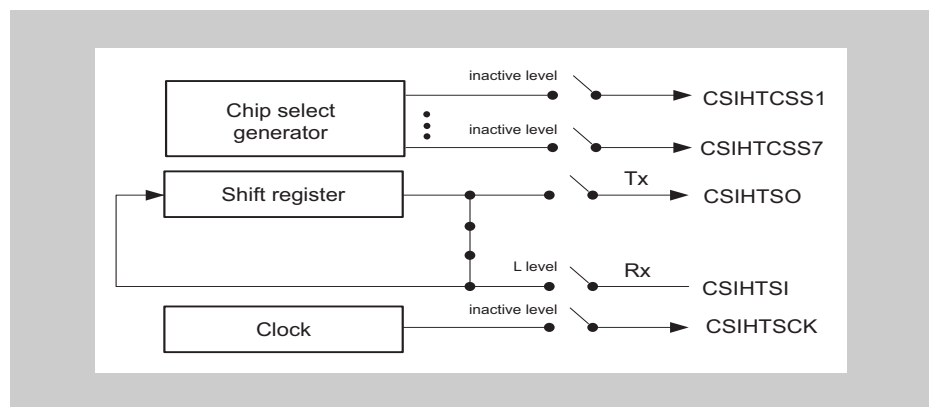 inactive level
CSIHTCSS1
Chip select
generator
inactive level
CSIHTCSS7
Shift register
Tx
CSIHTSO
L level
Rx
CSIHTSI
inactive level
Clock
CSIHTSCK